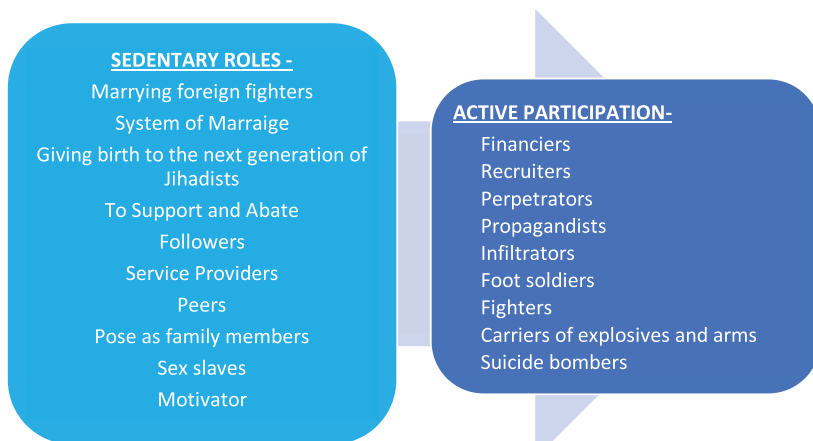 SEDENTARY ROLES -
Marrying foreign fighters
System of Marraige
Giving birth to the next generation of
Jihadists
To Support and Abate
Followers
Service Providers
Peers
Pose as family members
Sex slaves
Motivator
ACTIVE PARTICIPATION-
Financiers
Recruiters
Perpetrators
Propagandists
Infiltrators
Foot soldiers
Fighters
Carriers of explosives and arms
Suicide bombers